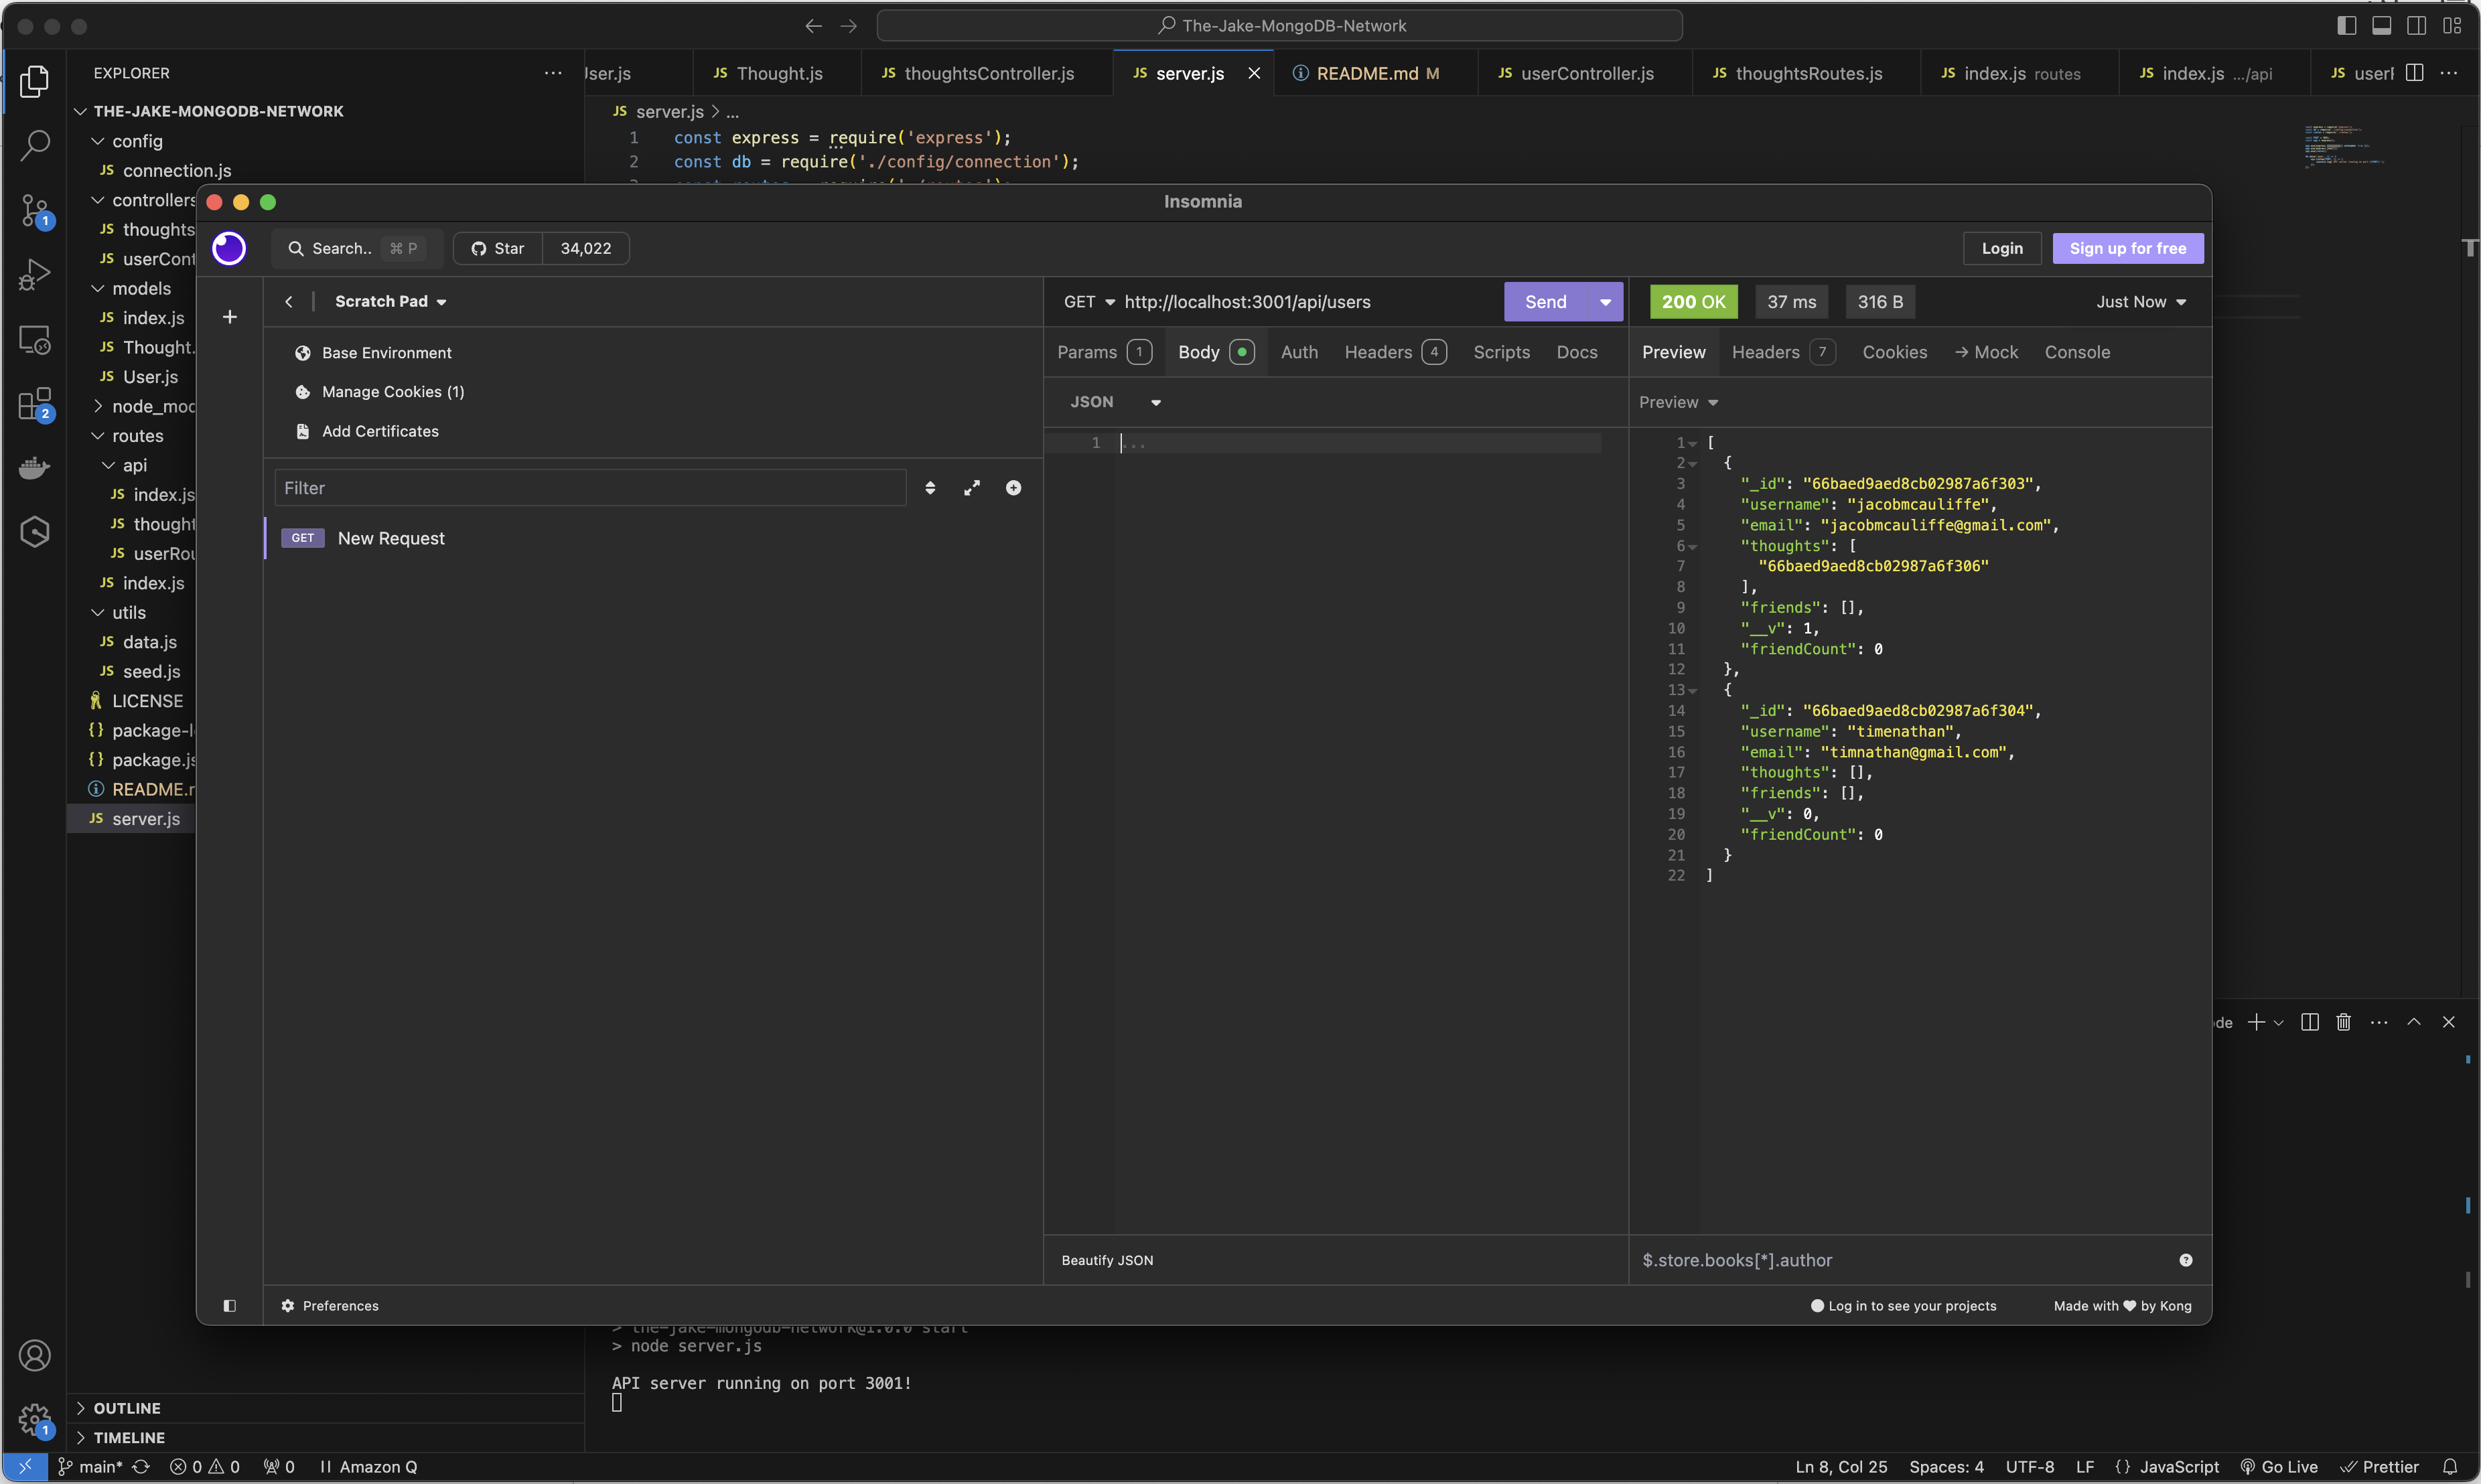 The-Jake-MongoDB-Network
EXPLORER
Jser.js
JS Thought.js
JS thoughtsController.js
JS server.js
README.md M
JS userController.js
JS thoughtsRoutes.js
JS index.js routes
JS index.js .../api
JS userR
THE-JAKE-MONGODB-NETWORK
config
JS connection.js
controllers
JS thoughts
JS userCont
models
JS index.js
JS Thought.
JS User.js
node_mod
routes
api
JS index.js
JS thought
JS userRou
JS index.js
utils
JS data.js
JS seed.js
LICENSE
{} package-l
{} package.js
README.r
JS server.js
OUTLINE
TIMELINE
1
2
1
JS server.js > ...
1 const express = require('express');
2 const db = require('./config/connection');
Insomnia
Search.. ⌘ P
Star 34,022
Login
Sign up for free
Scratch Pad
Base Environment
Manage Cookies (1)
Add Certificates
Filter
GET New Request
GET http://localhost:3001/api/users
Send
200 OK
37 ms
316 B
Just Now
Params 1
Body
Auth
Headers 4
Scripts
Docs
Preview
Headers 7
Cookies
→ Mock
Console
JSON
Preview
1 ...
1 [
2 {
3 "_id": "66baed9aed8cb02987a6f303",
4 "username": "jacobmcauliffe",
5 "email": "jacobmcauliffe@gmail.com",
6 "thoughts": [
7 "66baed9aed8cb02987a6f306"
8 ],
9 "friends": [],
10 "__v": 1,
11 "friendCount": 0
12 },
13 {
14 "_id": "66baed9aed8cb02987a6f304",
15 "username": "timenathan",
16 "email": "timnathan@gmail.com",
17 "thoughts": [],
18 "friends": [],
19 "__v": 0,
20 "friendCount": 0
21 }
22 ]
Beautify JSON
$.store.books[*].author
Preferences
Log in to see your projects
Made with ♥ by Kong
de
> the-jake-mongodb-network@1.0.0 start
> node server.js
API server running on port 3001!
main*
0
0
0
Amazon Q
Ln 8, Col 25
Spaces: 4
UTF-8
LF
{} JavaScript
Go Live
Prettier